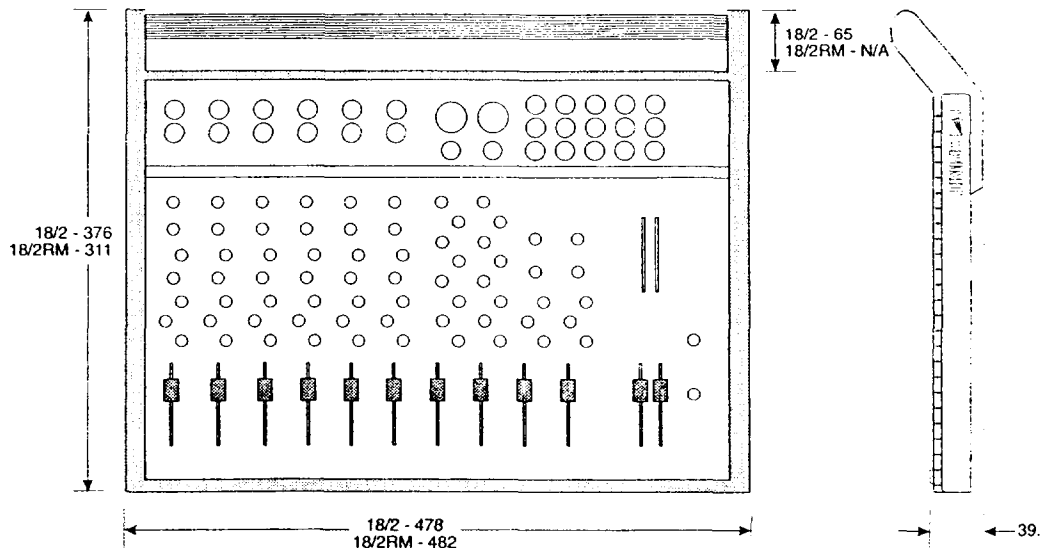 18/2 - 65
18/2RM - N/A
18/2 - 376
18/2RM - 311
18/2 - 478
18/2RM - 482
39.